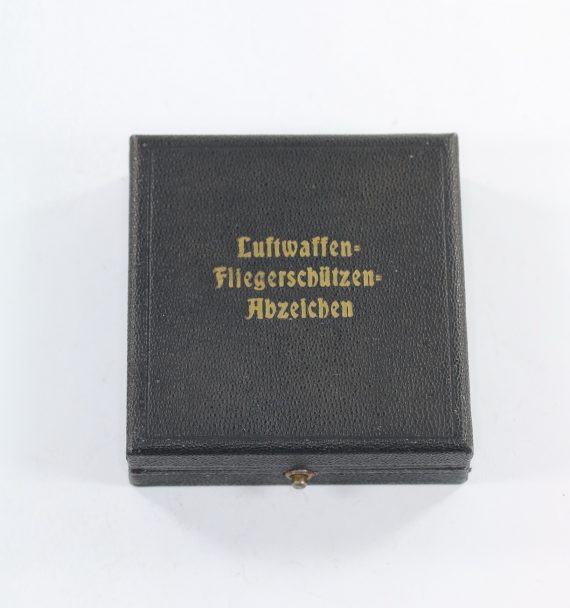 Luftwaffen-
Fliegerschützen-
Abzeichen